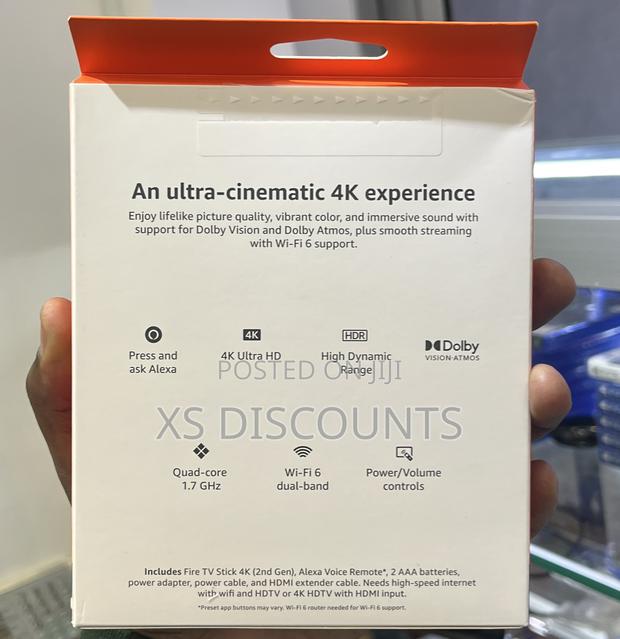 An ultra-cinematic 4K experience
Enjoy lifelike picture quality, vibrant color, and immersive sound with
support for Dolby Vision and Dolby Atmos, plus smooth streaming
with Wi-Fi 6 support.
Press and
ask Alexa
4K
4K Ultra HD
HDR
High Dynamic
Range
Dolby
VISION·ATMOS
POSTED ON JIJI
XS DISCOUNTS
Quad-core
1.7 GHz
Wi-Fi 6
dual-band
Power/Volume
controls
Includes Fire TV Stick 4K (2nd Gen), Alexa Voice Remote*, 2 AAA batteries,
power adapter, power cable, and HDMI extender cable. Needs high-speed internet
with wifi and HDTV or 4K HDTV with HDMI input.
*Preset app buttons may vary. Wi-Fi 6 router needed for Wi-Fi 6 support.